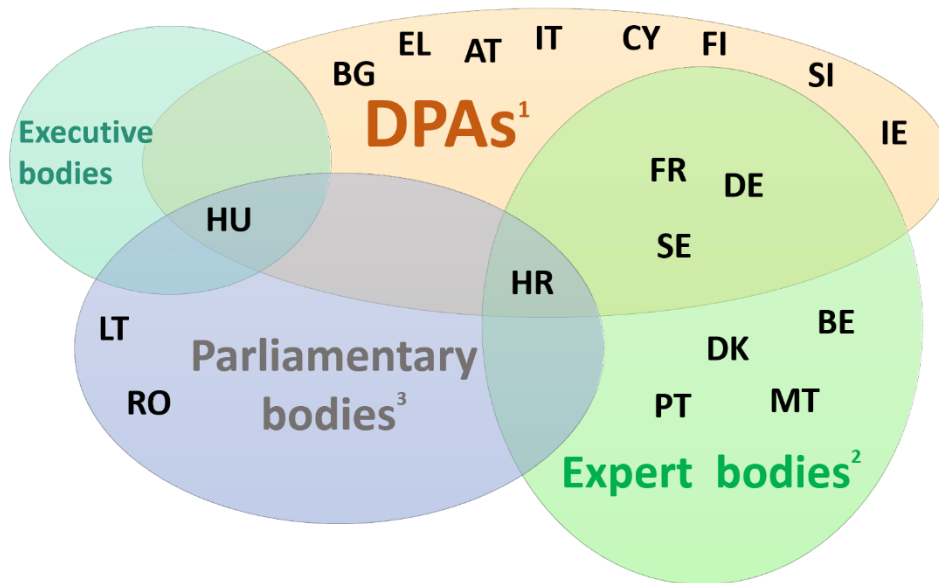 EL AT IT CY FI
BG SI
DPAs1
IE
Executive
bodies
FR DE
HU
SE
HR
LT
BE
Parliamentary
bodies3
DK
RO
PT MT
Expert bodies2